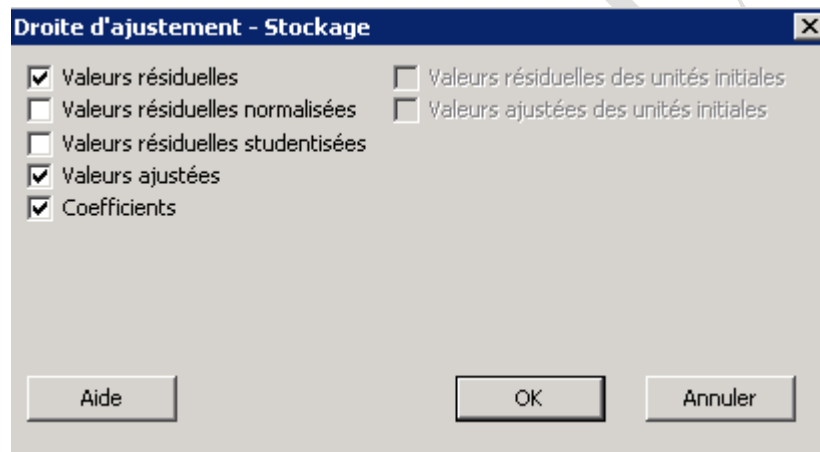 Droite d'ajustement - Stockage
Valeurs résiduelles
Valeurs résiduelles normalisées
Valeurs résiduelles studentisées
Valeurs ajustées
Coefficients
Valeurs résiduelles des unités initiales
Valeurs ajustées des unités initiales
Aide
OK
Annuler